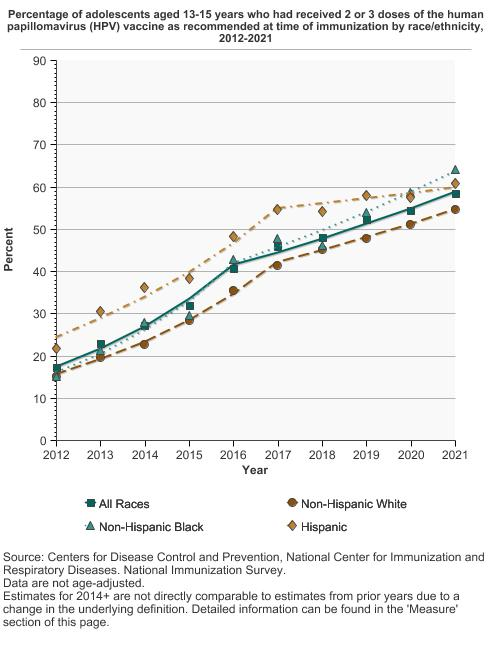 Percentage of adolescents aged 13-15 years who had received 2 or 3 doses of the human
papillomavirus (HPV) vaccine as recommended at time of immunization by race/ethnicity,
2012-2021
90
80
70
60
50
40
30
20
10
0
Percent
2012 2013 2014 2015 2016 2017 2018 2019 2020 2021
Year
All Races Non-Hispanic White
Non-Hispanic Black Hispanic
Source: Centers for Disease Control and Prevention, National Center for Immunization and
Respiratory Diseases. National Immunization Survey.
Data are not age-adjusted.
Estimates for 2014+ are not directly comparable to estimates from prior years due to a
change in the underlying definition. Detailed information can be found in the 'Measure'
section of this page.